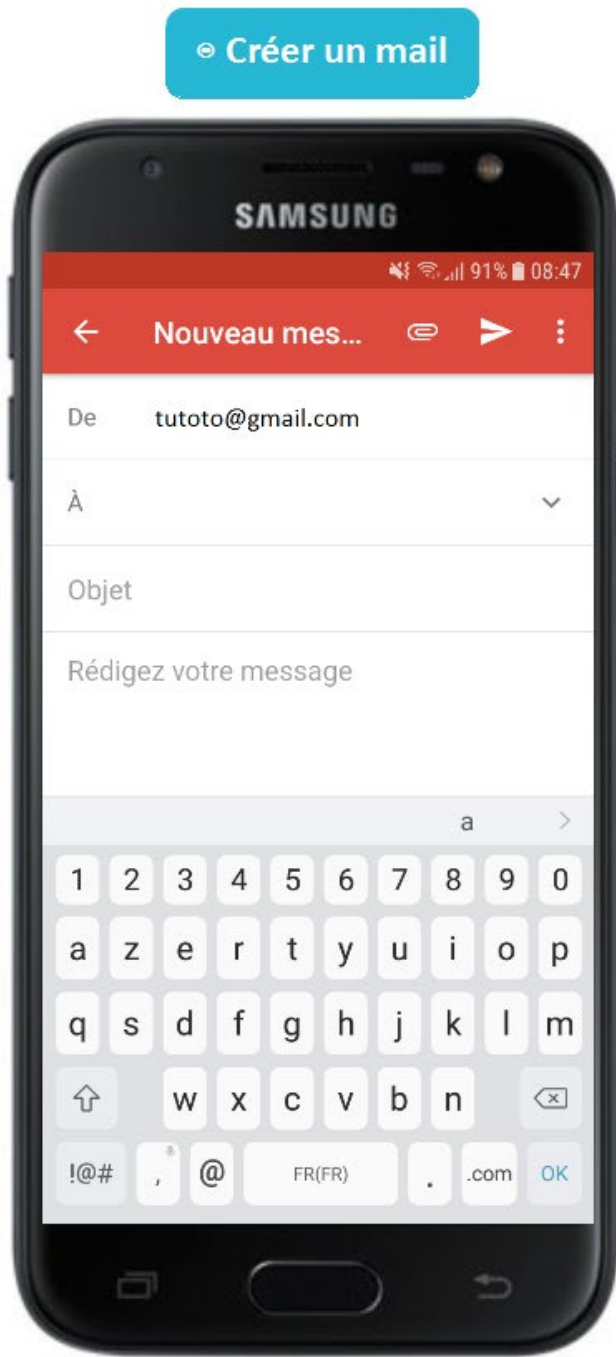 Créer un mail
SAMSUNG
91% 08:47
Nouveau mes...
De tutoto@gmail.com
À
Objet
Rédigez votre message
a
1 2 3 4 5 6 7 8 9 0
a z e r t y u i o p
q s d f g h j k l m
w x c v b n
!@# , @ FR(FR) . .com OK